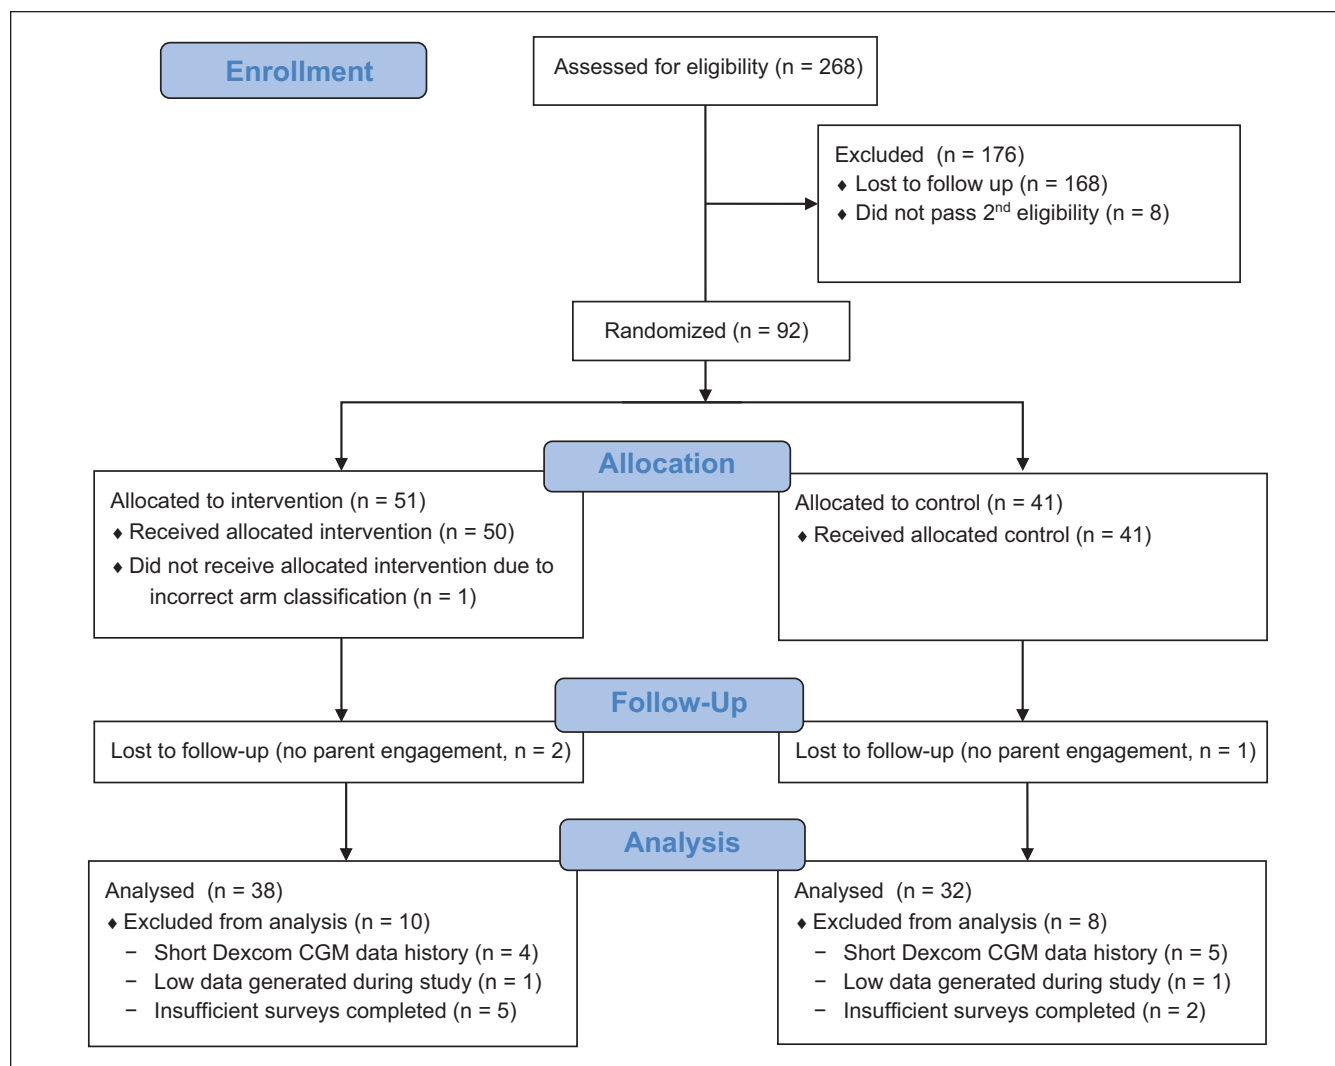 Enrollment
Assessed for eligibility (n = 268)
Excluded  (n = 176)
♦ Lost to follow up (n = 168)
♦ Did not pass 2nd eligibility (n = 8)
Randomized (n = 92)
Allocation
Allocated to intervention (n = 51)
♦ Received allocated intervention (n = 50)
♦ Did not receive allocated intervention due to
incorrect arm classification (n = 1)
Allocated to control (n = 41)
♦ Received allocated control (n = 41)
Follow-Up
Lost to follow-up (no parent engagement, n = 2)
Lost to follow-up (no parent engagement, n = 1)
Analysis
Analysed  (n = 38)
♦ Excluded from analysis (n = 10)
− Short Dexcom CGM data history (n = 4)
− Low data generated during study (n = 1)
− Insufficient surveys completed (n = 5)
Analysed  (n = 32)
♦ Excluded from analysis (n = 8)
− Short Dexcom CGM data history (n = 5)
− Low data generated during study (n = 1)
− Insufficient surveys completed (n = 2)